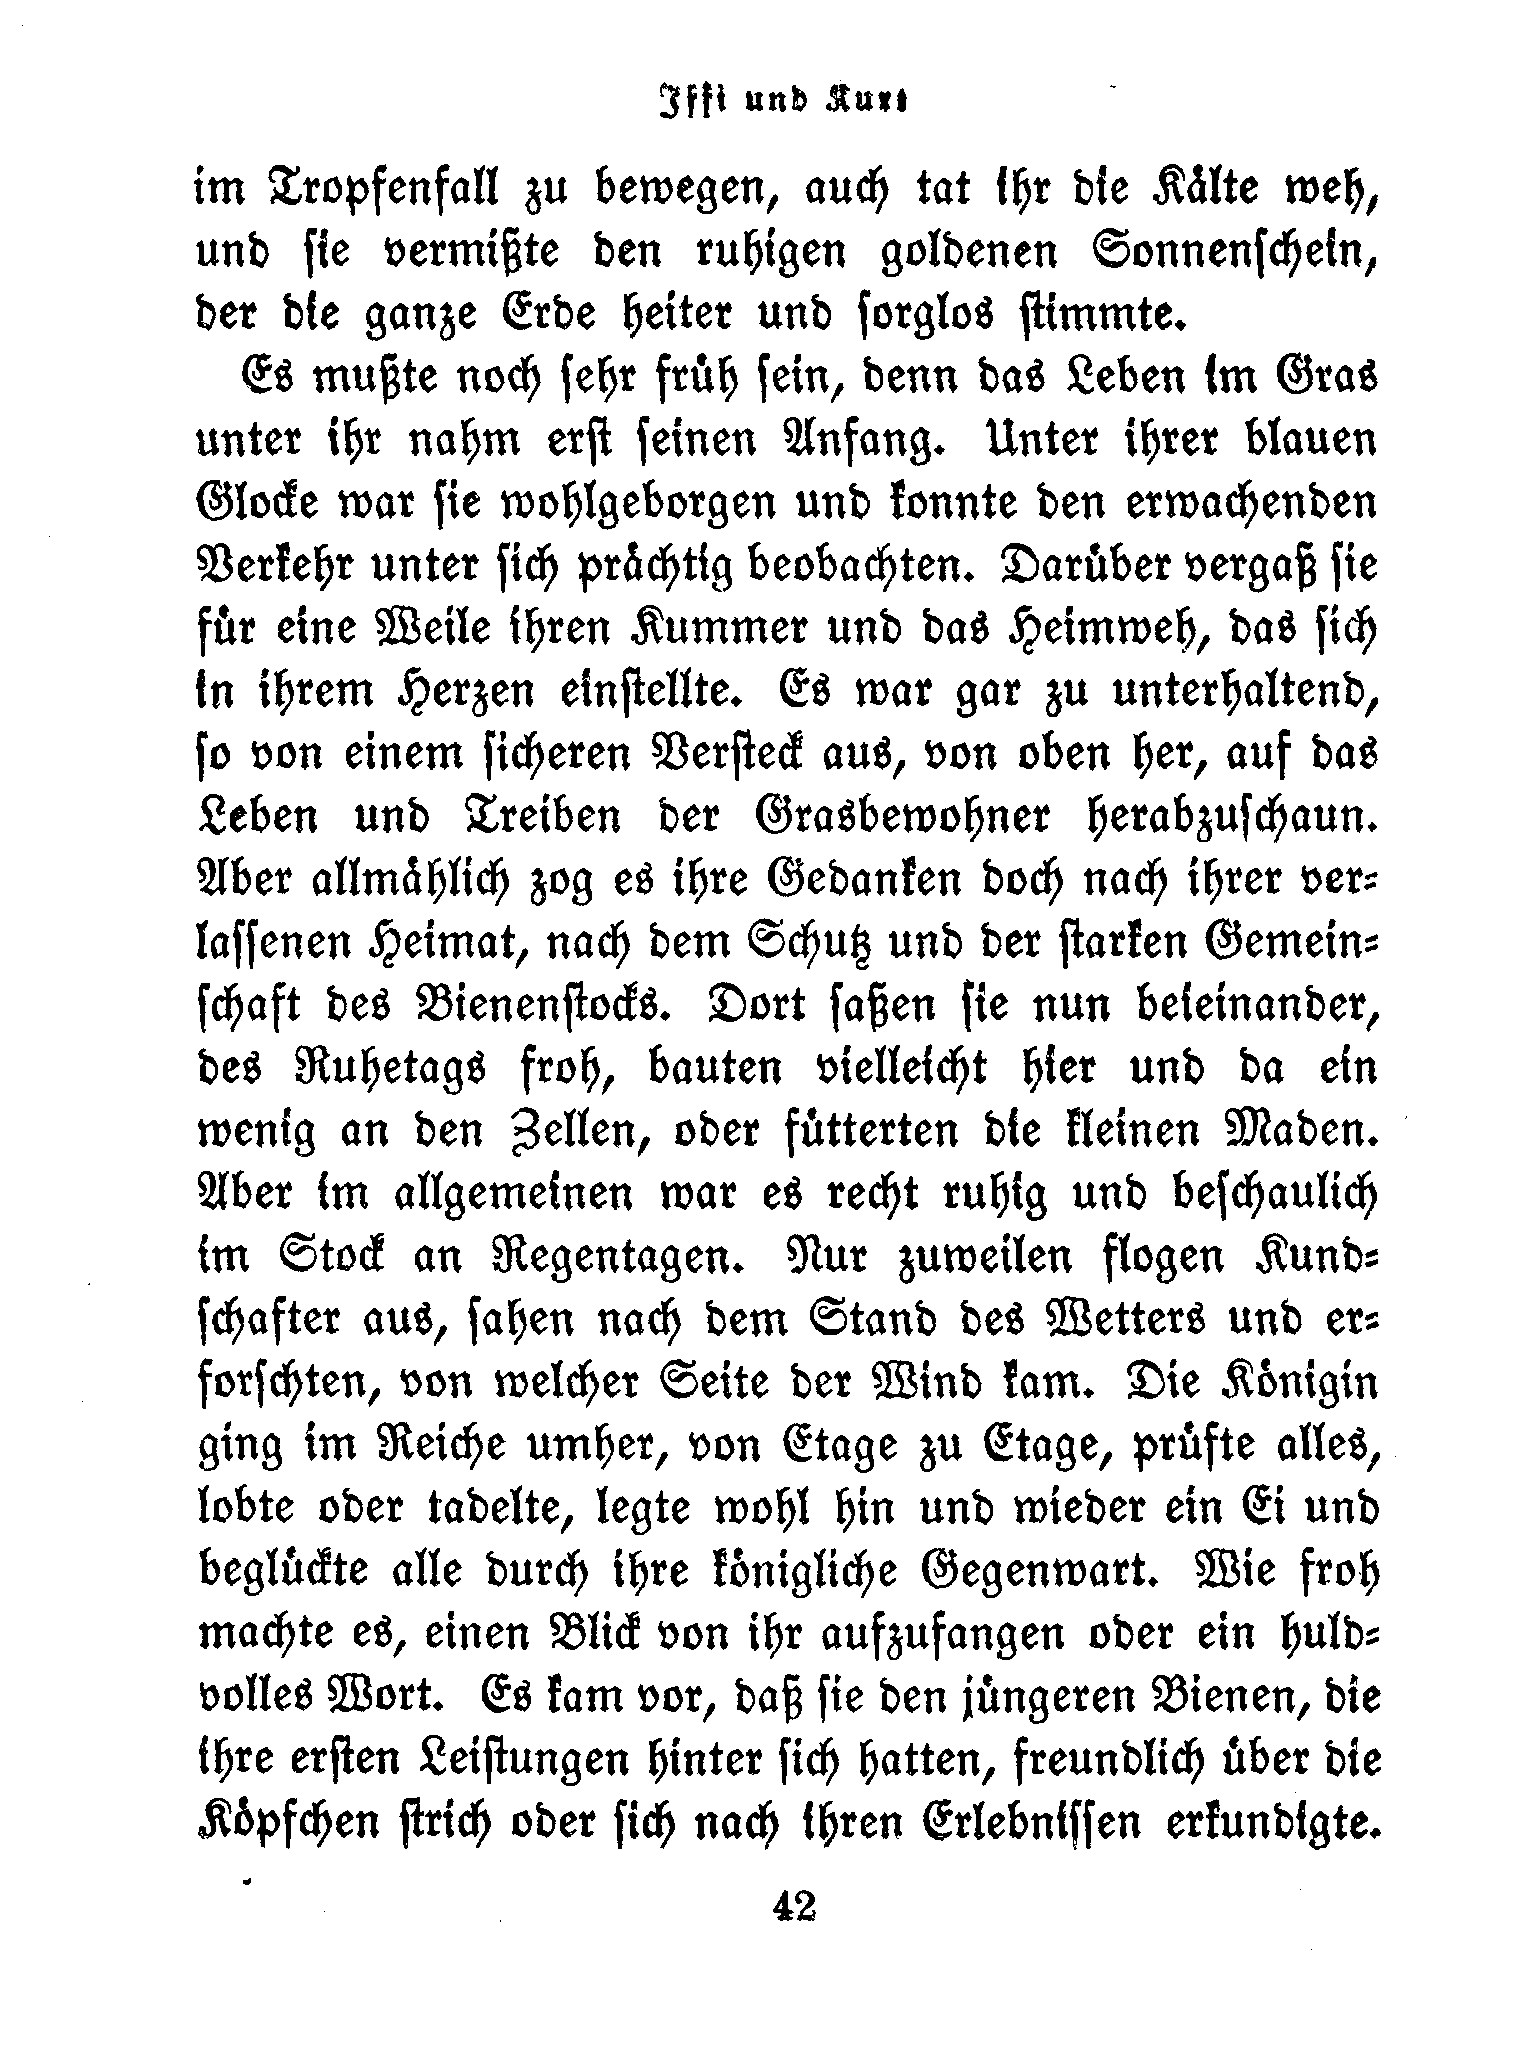 Iffi und Kurt
im Tropfenfall zu bewegen, auch tat ihr die Kälte weh,
und sie vermißte den ruhigen goldenen Sonnenschein,
der die ganze Erde heiter und sorglos stimmte.
Es mußte noch sehr früh sein, denn das Leben im Gras
unter ihr nahm erst seinen Anfang. Unter ihrer blauen
Glocke war sie wohlgeborgen und konnte den erwachenden
Verkehr unter sich prächtig beobachten. Darüber vergaß sie
für eine Weile ihren Kummer und das Heimweh, das sich
in ihrem Herzen einstellte. Es war gar zu unterhaltend,
so von einem sicheren Versteck aus, von oben her, auf das
Leben und Treiben der Grasbewohner herabzuschaun.
Aber allmählich zog es ihre Gedanken doch nach ihrer ver-
lassenen Heimat, nach dem Schutz und der starken Gemein-
schaft des Bienenstocks. Dort saßen sie nun beieinander,
des Ruhetags froh, bauten vielleicht hier und da ein
wenig an den Zellen, oder fütterten die kleinen Maden.
Aber im allgemeinen war es recht ruhig und beschaulich
im Stock an Regentagen. Nur zuweilen flogen Kund-
schafter aus, sahen nach dem Stand des Wetters und er-
forschten, von welcher Seite der Wind kam. Die Königin
ging im Reiche umher, von Etage zu Etage, prüfte alles,
lobte oder tadelte, legte wohl hin und wieder ein Ei und
beglückte alle durch ihre königliche Gegenwart. Wie froh
machte es, einen Blick von ihr aufzufangen oder ein huld-
volles Wort. Es kam vor, daß sie den jüngeren Bienen, die
ihre ersten Leistungen hinter sich hatten, freundlich über die
Köpfchen strich oder sich nach ihren Erlebnissen erkundigte.
42